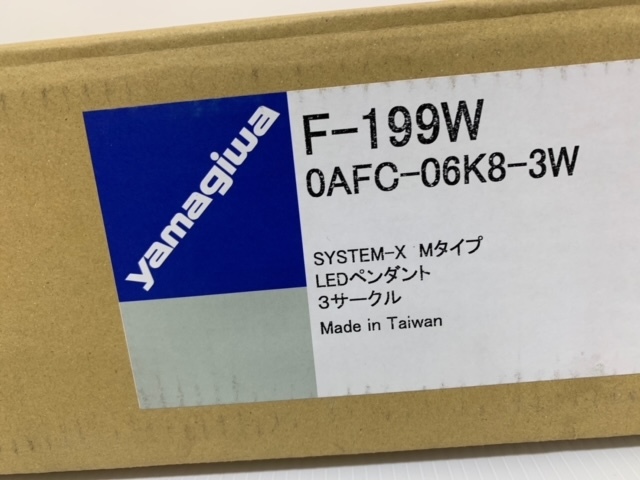 yamagiwa
F-199W
0AFC-06K8-3W
SYSTEM-X Mタイプ
LEDペンダント
3サークル
Made in Taiwan